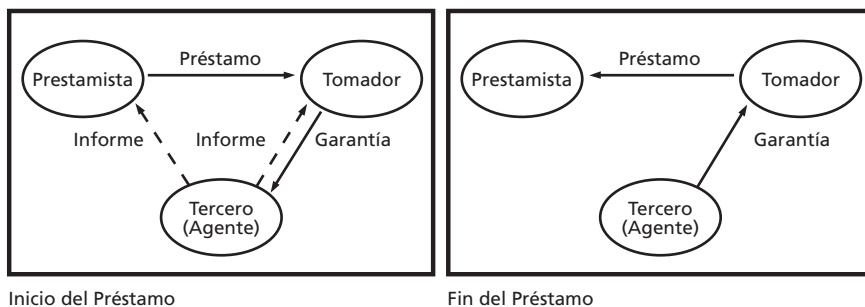 Préstamo
Prestamista
Tomador
Informe
Informe
Garantía
Tercero
(Agente)
Inicio del Préstamo
Préstamo
Prestamista
Tomador
Garantía
Tercero
(Agente)
Fin del Préstamo